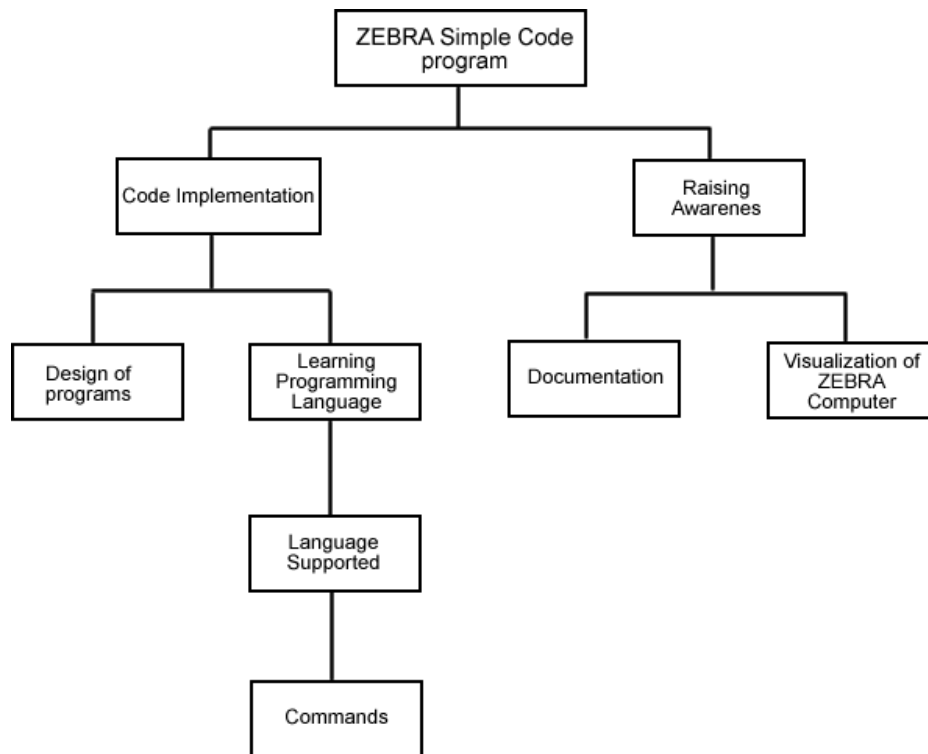 ZEBRA Simple Code
program
Code Implementation
Raising
Awarenes
Design of
programs
Learning
Programming
Language
Documentation
Visualization of
ZEBRA
Computer
Language
Supported
Commands